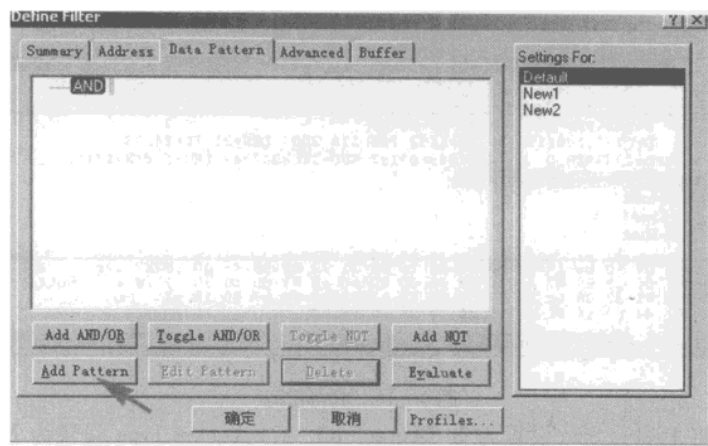 Define Filter
Summary Address Data Pattern Advanced Buffer
AND
Settings For:
Default
New1
New2
Add AND/OR Toggle AND/OR Toggle NOT Add NOT
Add Pattern Edit Pattern Delete Evaluate
确定 取消 Profiles...